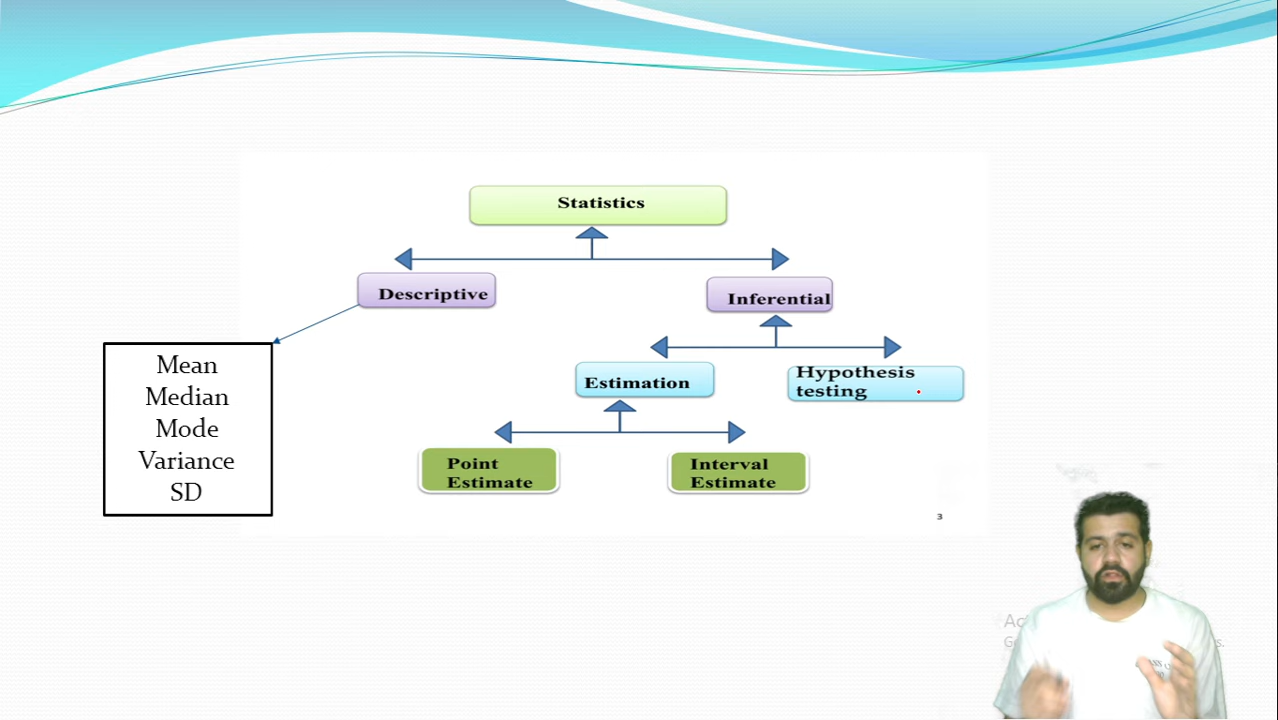 Statistics
Descriptive
Inferential
Mean
Median
Mode
Variance
SD
Estimation
Hypothesis
testing
Point
Estimate
Interval
Estimate
3